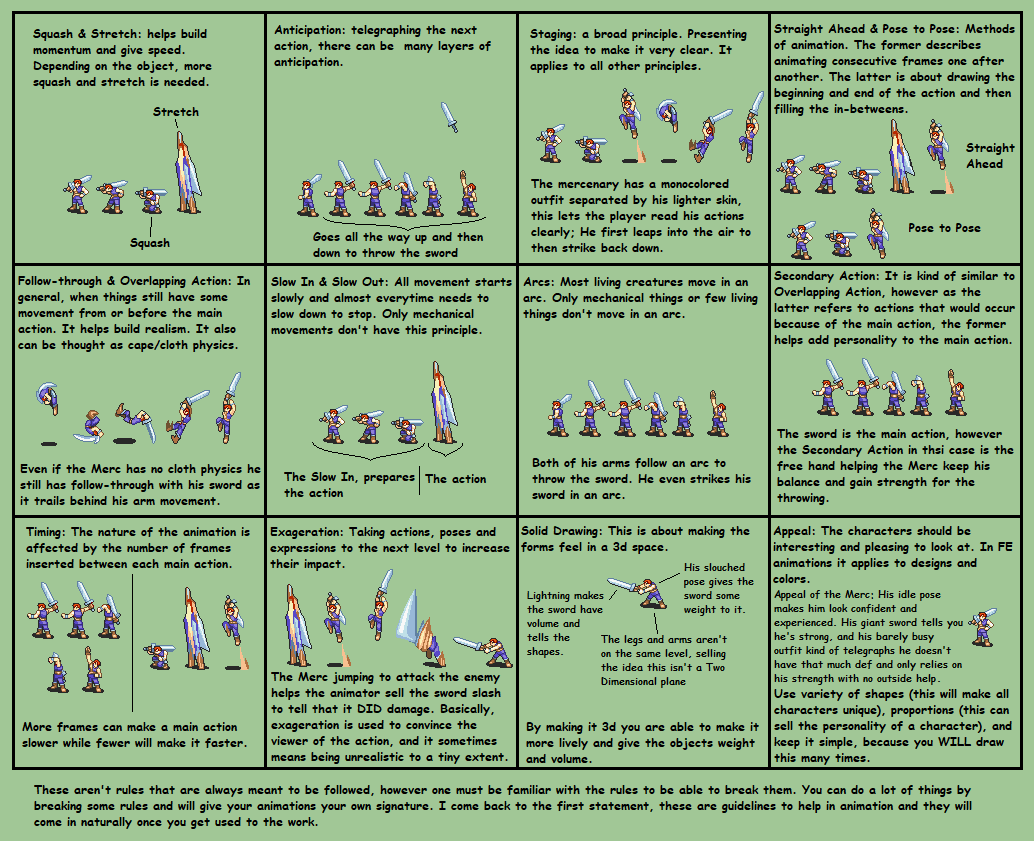 Squash & Stretch: helps build
momentum and give speed.
Depending on the object, more
squash and stretch is needed.
Stretch
Squash
Anticipation: telegraphing the next
action, there can be many layers of
anticipation.
Goes all the way up and then
down to throw the sword
Staging: a broad principle. Presenting
the idea to make it very clear. It
applies to all other principles.
The mercenary has a monocolored
outfit separated by his lighter skin,
this lets the player read his actions
clearly; He first leaps into the air to
then strike back down.
Straight Ahead & Pose to Pose: Methods
of animation. The former describes
animating consecutive frames one after
another. The latter is about drawing the
beginning and end of the action and then
filling the in-betweens.
Straight
Ahead
Pose to Pose
Follow-through & Overlapping Action: In
general, when things still have some
movement from or before the main
action. It helps build realism. It also
can be thought as cape/cloth physics.
Even if the Merc has no cloth physics he
still has follow-through with his sword as
it trails behind his arm movement.
Slow In & Slow Out: All movement starts
slowly and almost everytime needs to
slow down to stop. Only mechanical
movements don't have this principle.
The Slow In, prepares
the action
The action
Arcs: Most living creatures move in an
arc. Only mechanical things or few living
things don't move in an arc.
Both of his arms follow an arc to
throw the sword. He even strikes his
sword in an arc.
Secondary Action: It is kind of similar to
Overlapping Action, however as the
latter refers to actions that would occur
because of the main action, the former
helps add personality to the main action.
The sword is the main action, however
the Secondary Action in thsi case is the
free hand helping the Merc keep his
balance and gain strength for the
throwing.
Timing: The nature of the animation is
affected by the number of frames
inserted between each main action.
More frames can make a main action
slower while fewer will make it faster.
Exageration: Taking actions, poses and
expressions to the next level to increase
their impact.
The Merc jumping to attack the enemy
helps the animator sell the sword slash
to tell that it DID damage. Basically,
exageration is used to convince the
viewer of the action, and it sometimes
means being unrealistic to a tiny extent.
Solid Drawing: This is about making the
forms feel in a 3d space.
His slouched
pose gives the
sword some
weight to it.
Lightning makes
the sword have
volume and
tells the
shapes.
The legs and arms aren't
on the same level, selling
the idea this isn't a Two
Dimensional plane
By making it 3d you are able to make it
more lively and give the objects weight
and volume.
Appeal: The characters should be
interesting and pleasing to look at. In FE
animations it applies to designs and
colors.
Appeal of the Merc: His idle pose
makes him look confident and
experienced. His giant sword tells you
he's strong, and his barely busy
outfit kind of telegraphs he doesn't
have that much def and only relies on
his strength with no outside help.
Use variety of shapes (this will make all
characters unique), proportions (this can
sell the personality of a character), and
keep it simple, because you WILL draw
this many times.
These aren't rules that are always meant to be followed, however one must be familiar with the rules to be able to break them. You can do a lot of things by
breaking some rules and will give your animations your own signature. I come back to the first statement, these are guidelines to help in animation and they will
come in naturally once you get used to the work.